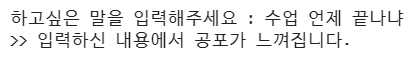 하고싶은 말을 입력해주세요 : 수업 언제 끝나냐
>> 입력하신 내용에서 공포가 느껴집니다.